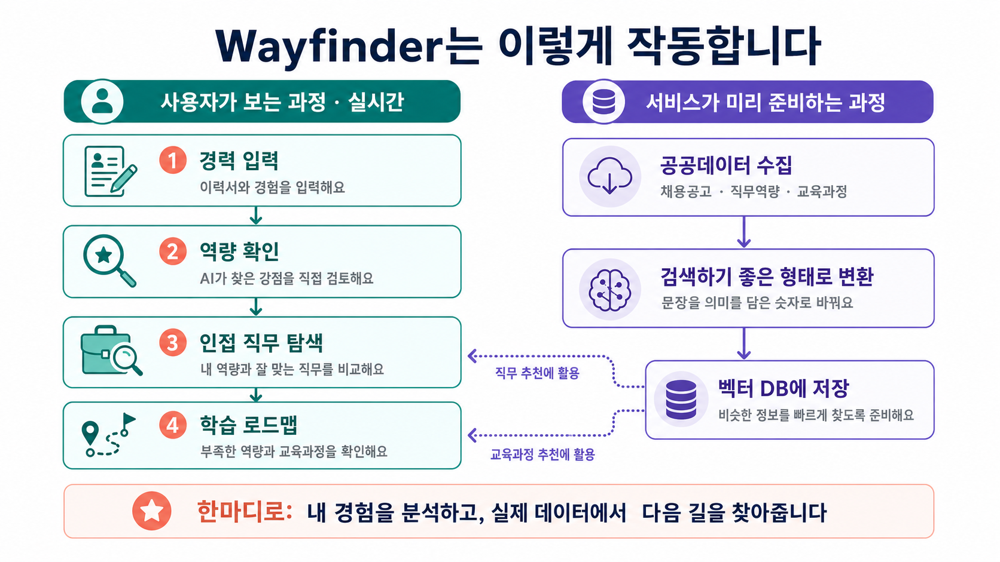 Wayfinder는 이렇게 작동합니다
사용자가 보는 과정 · 실시간
1 경력 입력
이력서와 경험을 입력해요
2 역량 확인
AI가 찾은 강점을 직접 검토해요
3 인접 직무 탐색
내 역량과 잘 맞는 직무를 비교해요
4 학습 로드맵
부족한 역량과 교육과정을 확인해요
서비스가 미리 준비하는 과정
공공데이터 수집
채용공고 · 직무역량 · 교육과정
검색하기 좋은 형태로 변환
문장을 의미를 담은 숫자로 바꿔요
벡터 DB에 저장
비슷한 정보를 빠르게 찾도록 준비해요
직무 추천에 활용
교육과정 추천에 활용
한마디로: 내 경험을 분석하고, 실제 데이터에서 다음 길을 찾아줍니다